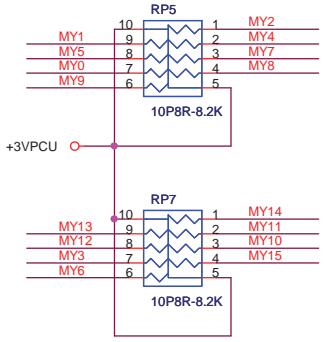 RP5
10 1 MY2
MY1 9 2 MY4
MY5 8 3 MY7
MY0 7 4 MY8
MY9 6 5
10P8R-8.2K
+3VPCU
RP7
10 1 MY14
MY13 9 2 MY11
MY12 8 3 MY10
MY3 7 4 MY15
MY6 6 5
10P8R-8.2K